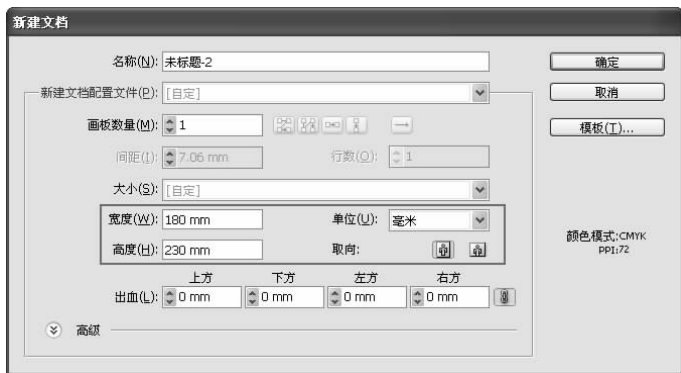 新建文档
名称(N): 未标题-2 确定
新建文档配置文件(P): [自定] 取消
画板数量(M): 1 模板(T)...
间距(I): 7.06 mm 行数(O): 1
大小(S): [自定]
宽度(W): 180 mm 单位(U): 毫米
高度(H): 230 mm 取向:
颜色模式:CMYK
PPI:72
上方 下方 左方 右方
出血(L): 0 mm 0 mm 0 mm 0 mm
高级